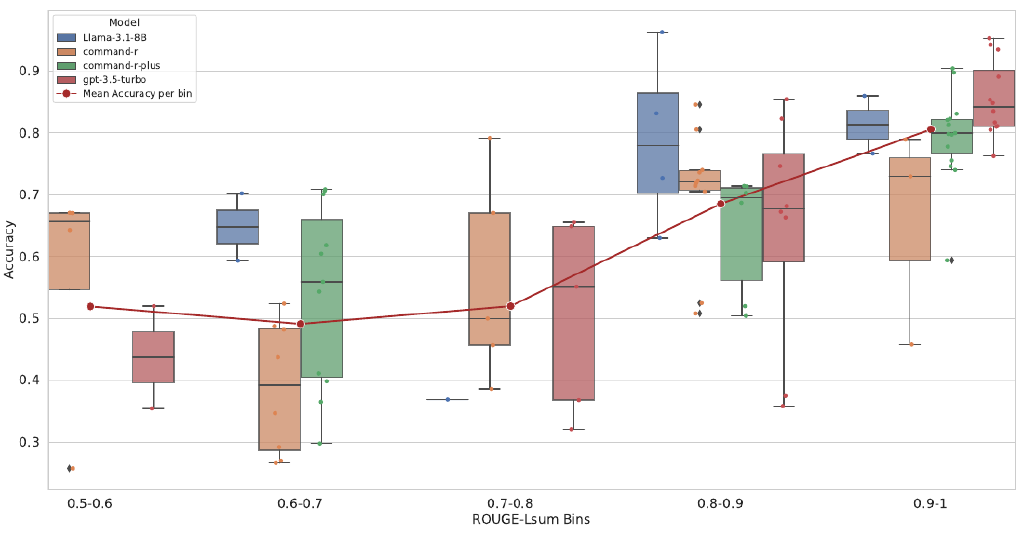 Model
Llama-3.1-8B
command-r
command-r-plus
gpt-3.5-turbo
Mean Accuracy per bin
Accuracy
0.9
0.8
0.7
0.6
0.5
0.4
0.3
0.5-0.6
0.6-0.7
0.7-0.8
0.8-0.9
0.9-1
ROUGE-Lsum Bins